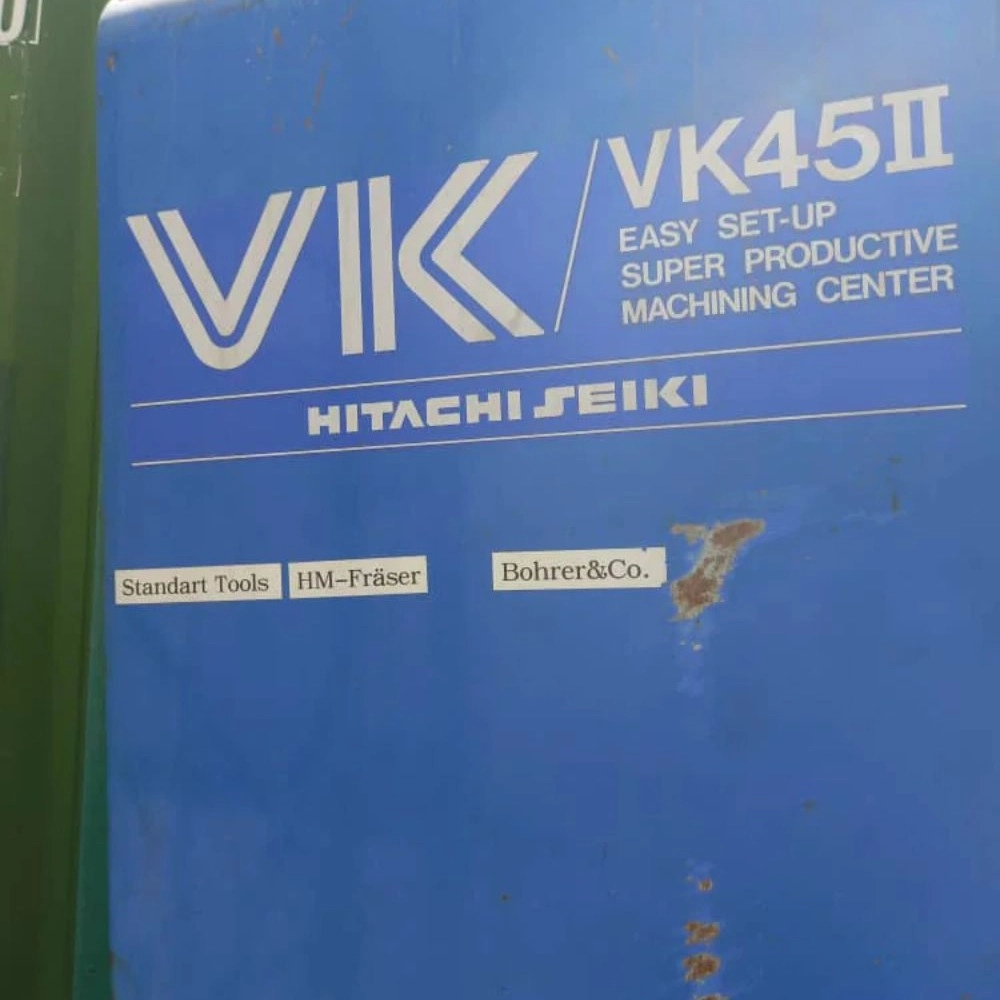 VK
VK45II
EASY SET-UP
SUPER PRODUCTIVE
MACHINING CENTER
HITACHI SEIKI
Standart Tools
HM-Fräser
Bohrer&Co.